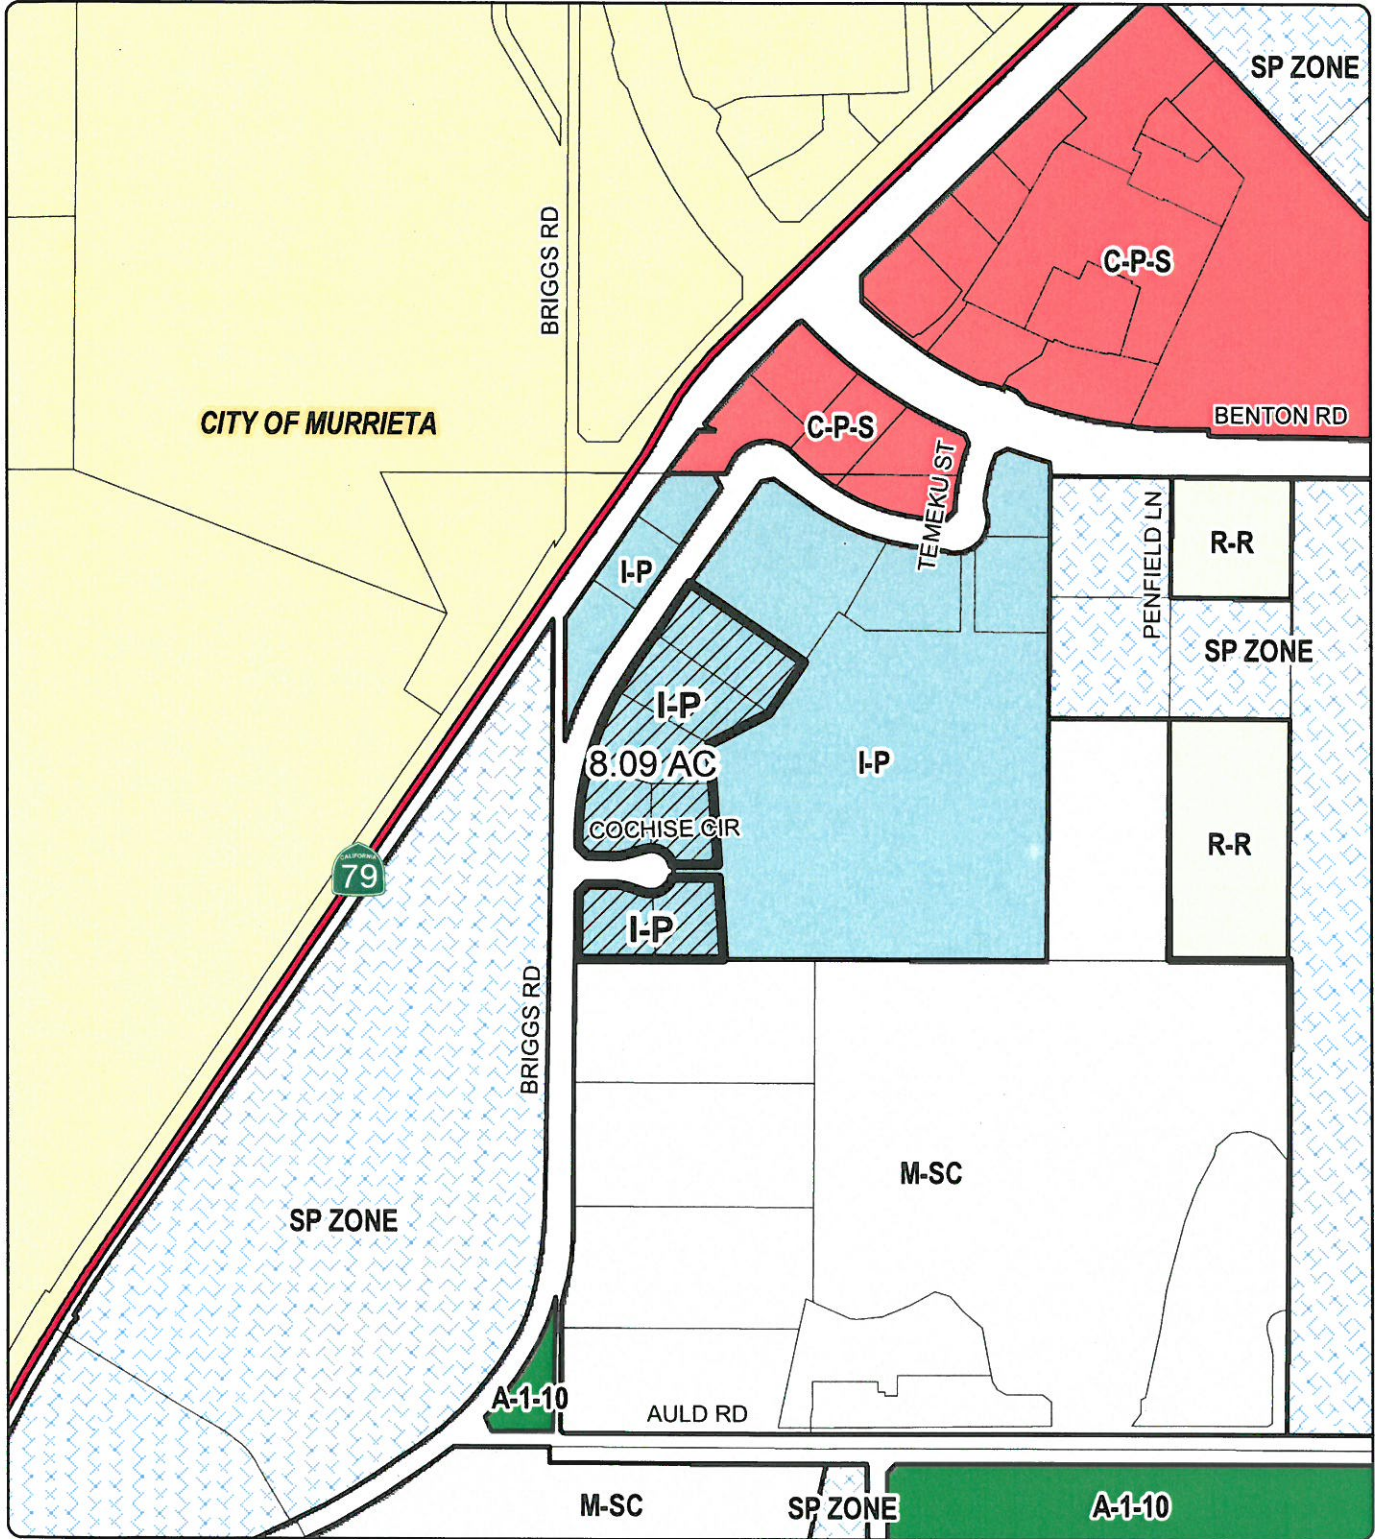 SP ZONE
BRIGGS RD
C-P-S
CITY OF MURRIETA
C-P-S
BENTON RD
TEMEKU ST
PENFIELD LN
R-R
I-P
SP ZONE
I-P
8.09 AC
I-P
COCHISE CIR
R-R
CALIFORNIA
79
I-P
BRIGGS RD
M-SC
SP ZONE
A-1-10
AULD RD
M-SC
SP ZONE
A-1-10